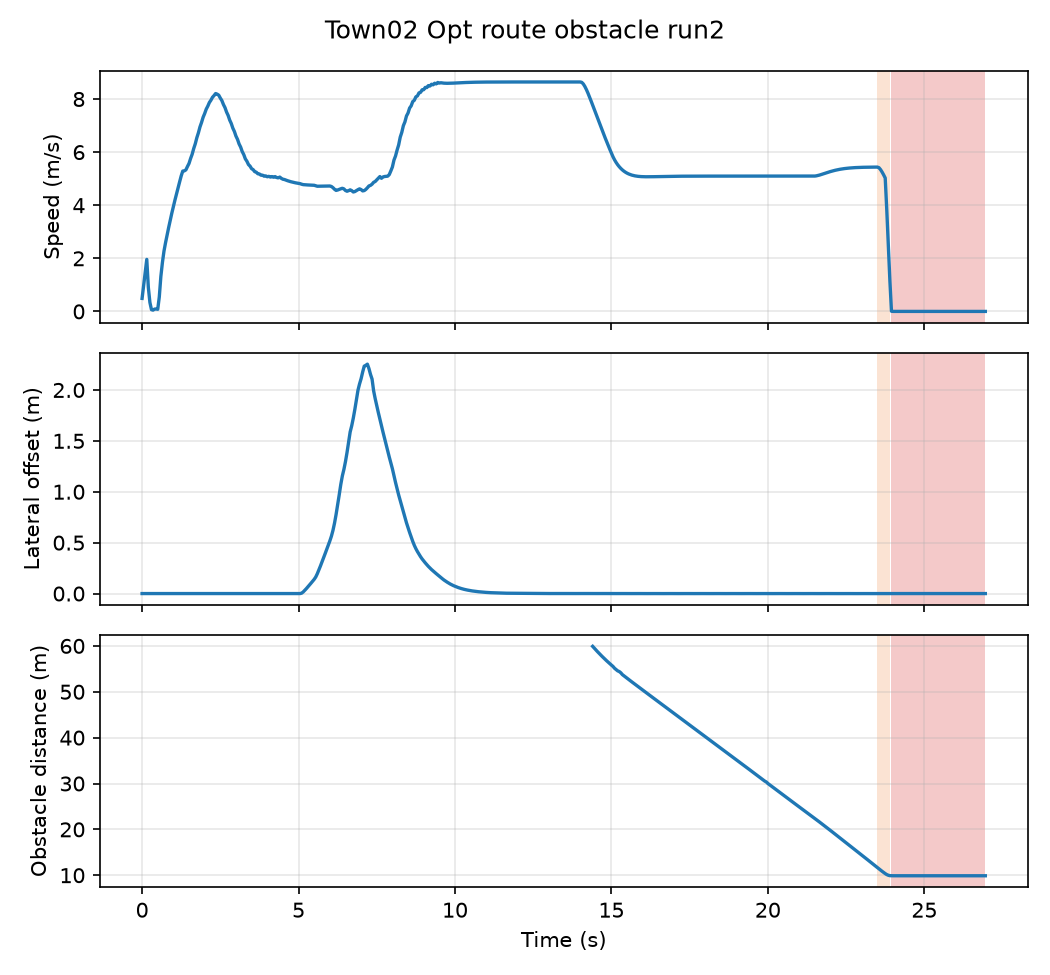 Town02 Opt route obstacle run2
Speed (m/s)
8
6
4
2
0
Lateral offset (m)
2.0
1.5
1.0
0.5
0.0
Obstacle distance (m)
60
50
40
30
20
10
0 5 10 15 20 25
Time (s)